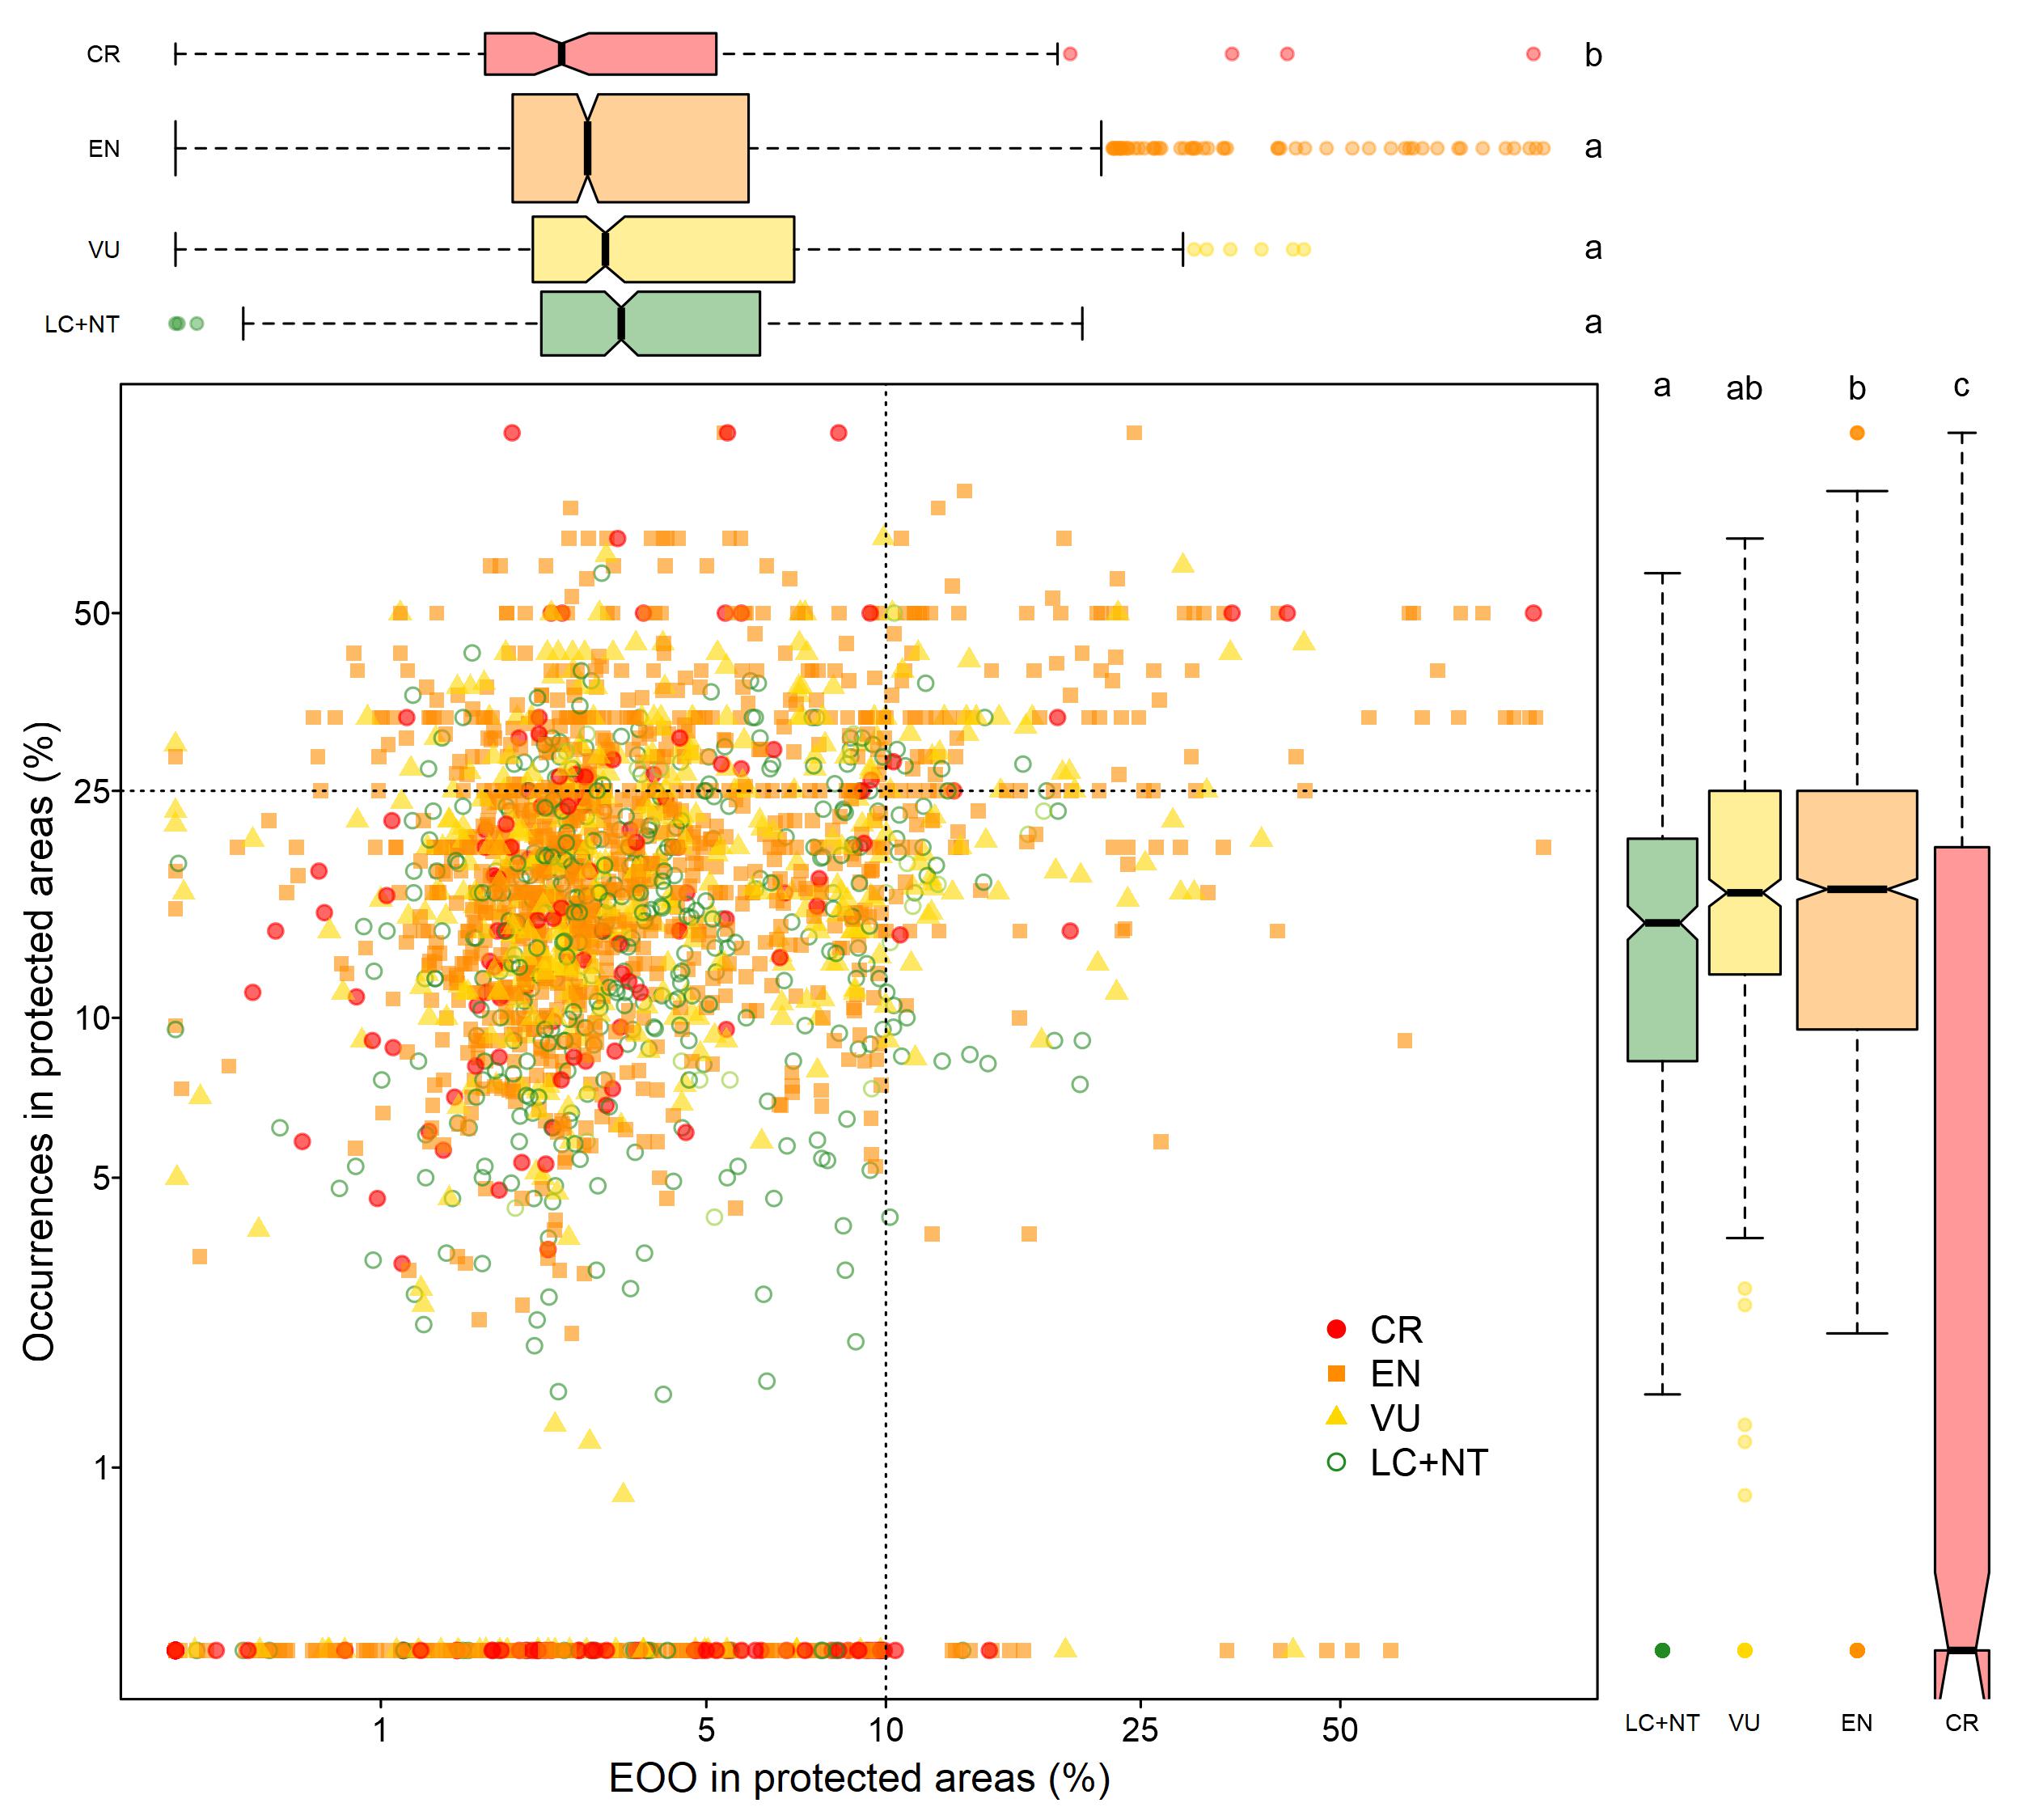 CR b
EN a
VU a
LC+NT a
a ab b c
Occurrences in protected areas (%)
50
25
10
5
1
CR
EN
VU
LC+NT
1 5 10 25 50
LC+NT VU EN CR
EOO in protected areas (%)